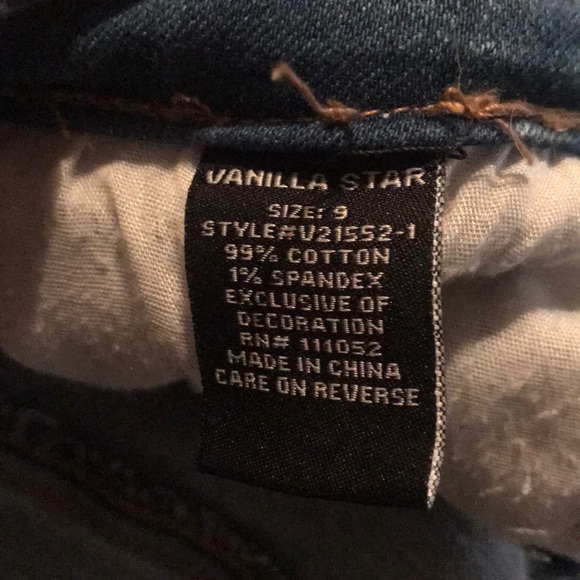 VANILLA STAR
SIZE: 9
STYLE#V21552-1
99% COTTON
1% SPANDEX
EXCLUSIVE OF
DECORATION
RN# 111052
MADE IN CHINA
CARE ON REVERSE